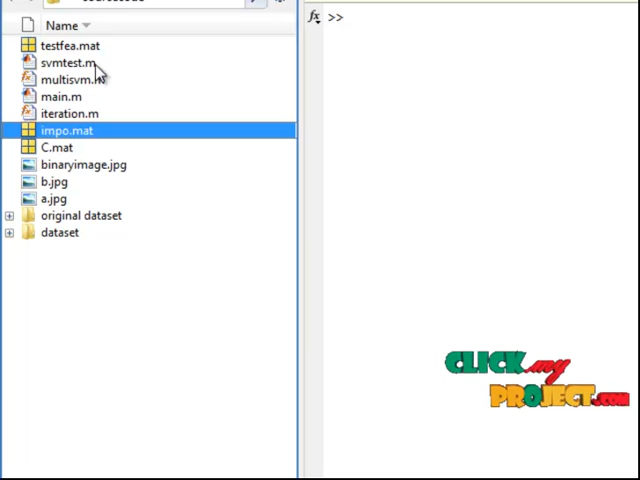 Name
testfea.mat
svmtest.m
multisvm.m
main.m
iteration.m
impo.mat
C.mat
binaryimage.jpg
b.jpg
a.jpg
original dataset
dataset
fx >>
CLICK my
PROJECT.com